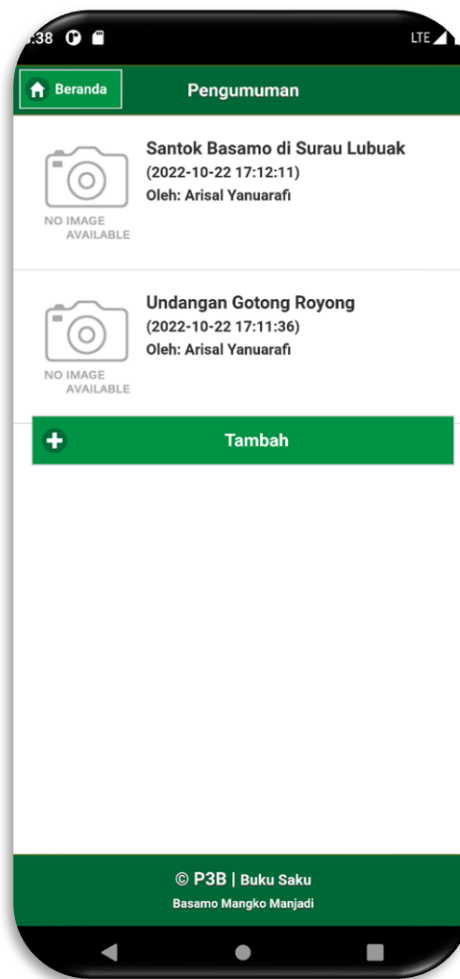 :38
LTE
Beranda
Pengumuman
Santok Basamo di Surau Lubuak
(2022-10-22 17:12:11)
Oleh: Arisal Yanuarafi
NO IMAGE
AVAILABLE
Undangan Gotong Royong
(2022-10-22 17:11:36)
Oleh: Arisal Yanuarafi
NO IMAGE
AVAILABLE
Tambah
© P3B | Buku Saku
Basamo Mangko Manjadi